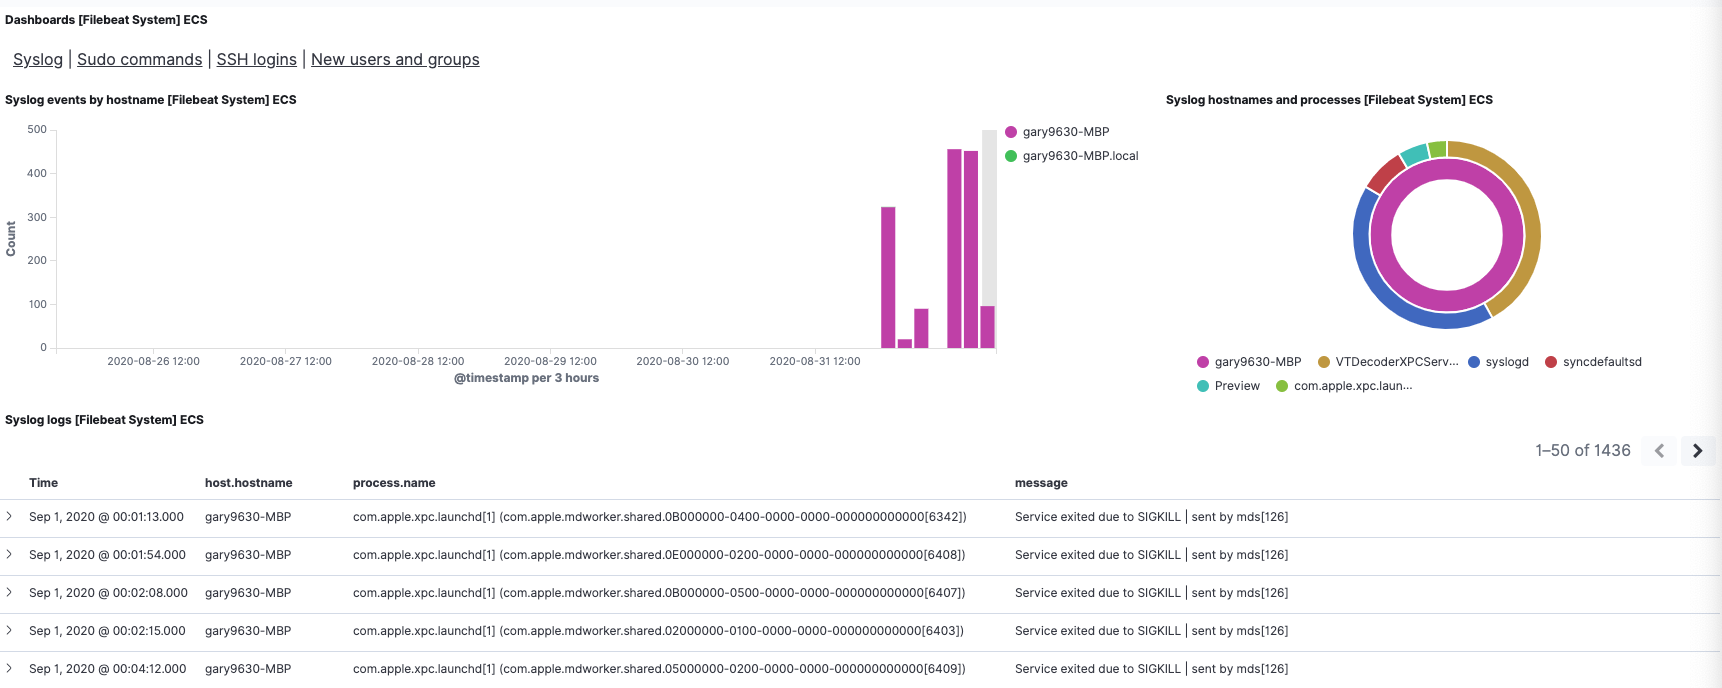 Dashboards [Filebeat System] ECS
Syslog | Sudo commands | SSH logins | New users and groups
Syslog events by hostname [Filebeat System] ECS
500
400
300
200
100
0
Count
2020-08-26 12:00
2020-08-27 12:00
2020-08-28 12:00
2020-08-29 12:00
2020-08-30 12:00
2020-08-31 12:00
@timestamp per 3 hours
gary9630-MBP
gary9630-MBP.local
Syslog hostnames and processes [Filebeat System] ECS
gary9630-MBP VTDecoderXPCServ... syslogd syncdefaultsd
Preview com.apple.xpc.laun...
Syslog logs [Filebeat System] ECS
1–50 of 1436
Time host.hostname process.name message
Sep 1, 2020 @ 00:01:13.000 gary9630-MBP com.apple.xpc.launchd[1] (com.apple.mdworker.shared.0B000000-0400-0000-0000-000000000000[6342]) Service exited due to SIGKILL | sent by mds[126]
Sep 1, 2020 @ 00:01:54.000 gary9630-MBP com.apple.xpc.launchd[1] (com.apple.mdworker.shared.0E000000-0200-0000-0000-000000000000[6408]) Service exited due to SIGKILL | sent by mds[126]
Sep 1, 2020 @ 00:02:08.000 gary9630-MBP com.apple.xpc.launchd[1] (com.apple.mdworker.shared.0B000000-0500-0000-0000-000000000000[6407]) Service exited due to SIGKILL | sent by mds[126]
Sep 1, 2020 @ 00:02:15.000 gary9630-MBP com.apple.xpc.launchd[1] (com.apple.mdworker.shared.02000000-0100-0000-0000-000000000000[6403]) Service exited due to SIGKILL | sent by mds[126]
Sep 1, 2020 @ 00:04:12.000 gary9630-MBP com.apple.xpc.launchd[1] (com.apple.mdworker.shared.05000000-0200-0000-0000-000000000000[6409]) Service exited due to SIGKILL | sent by mds[126]